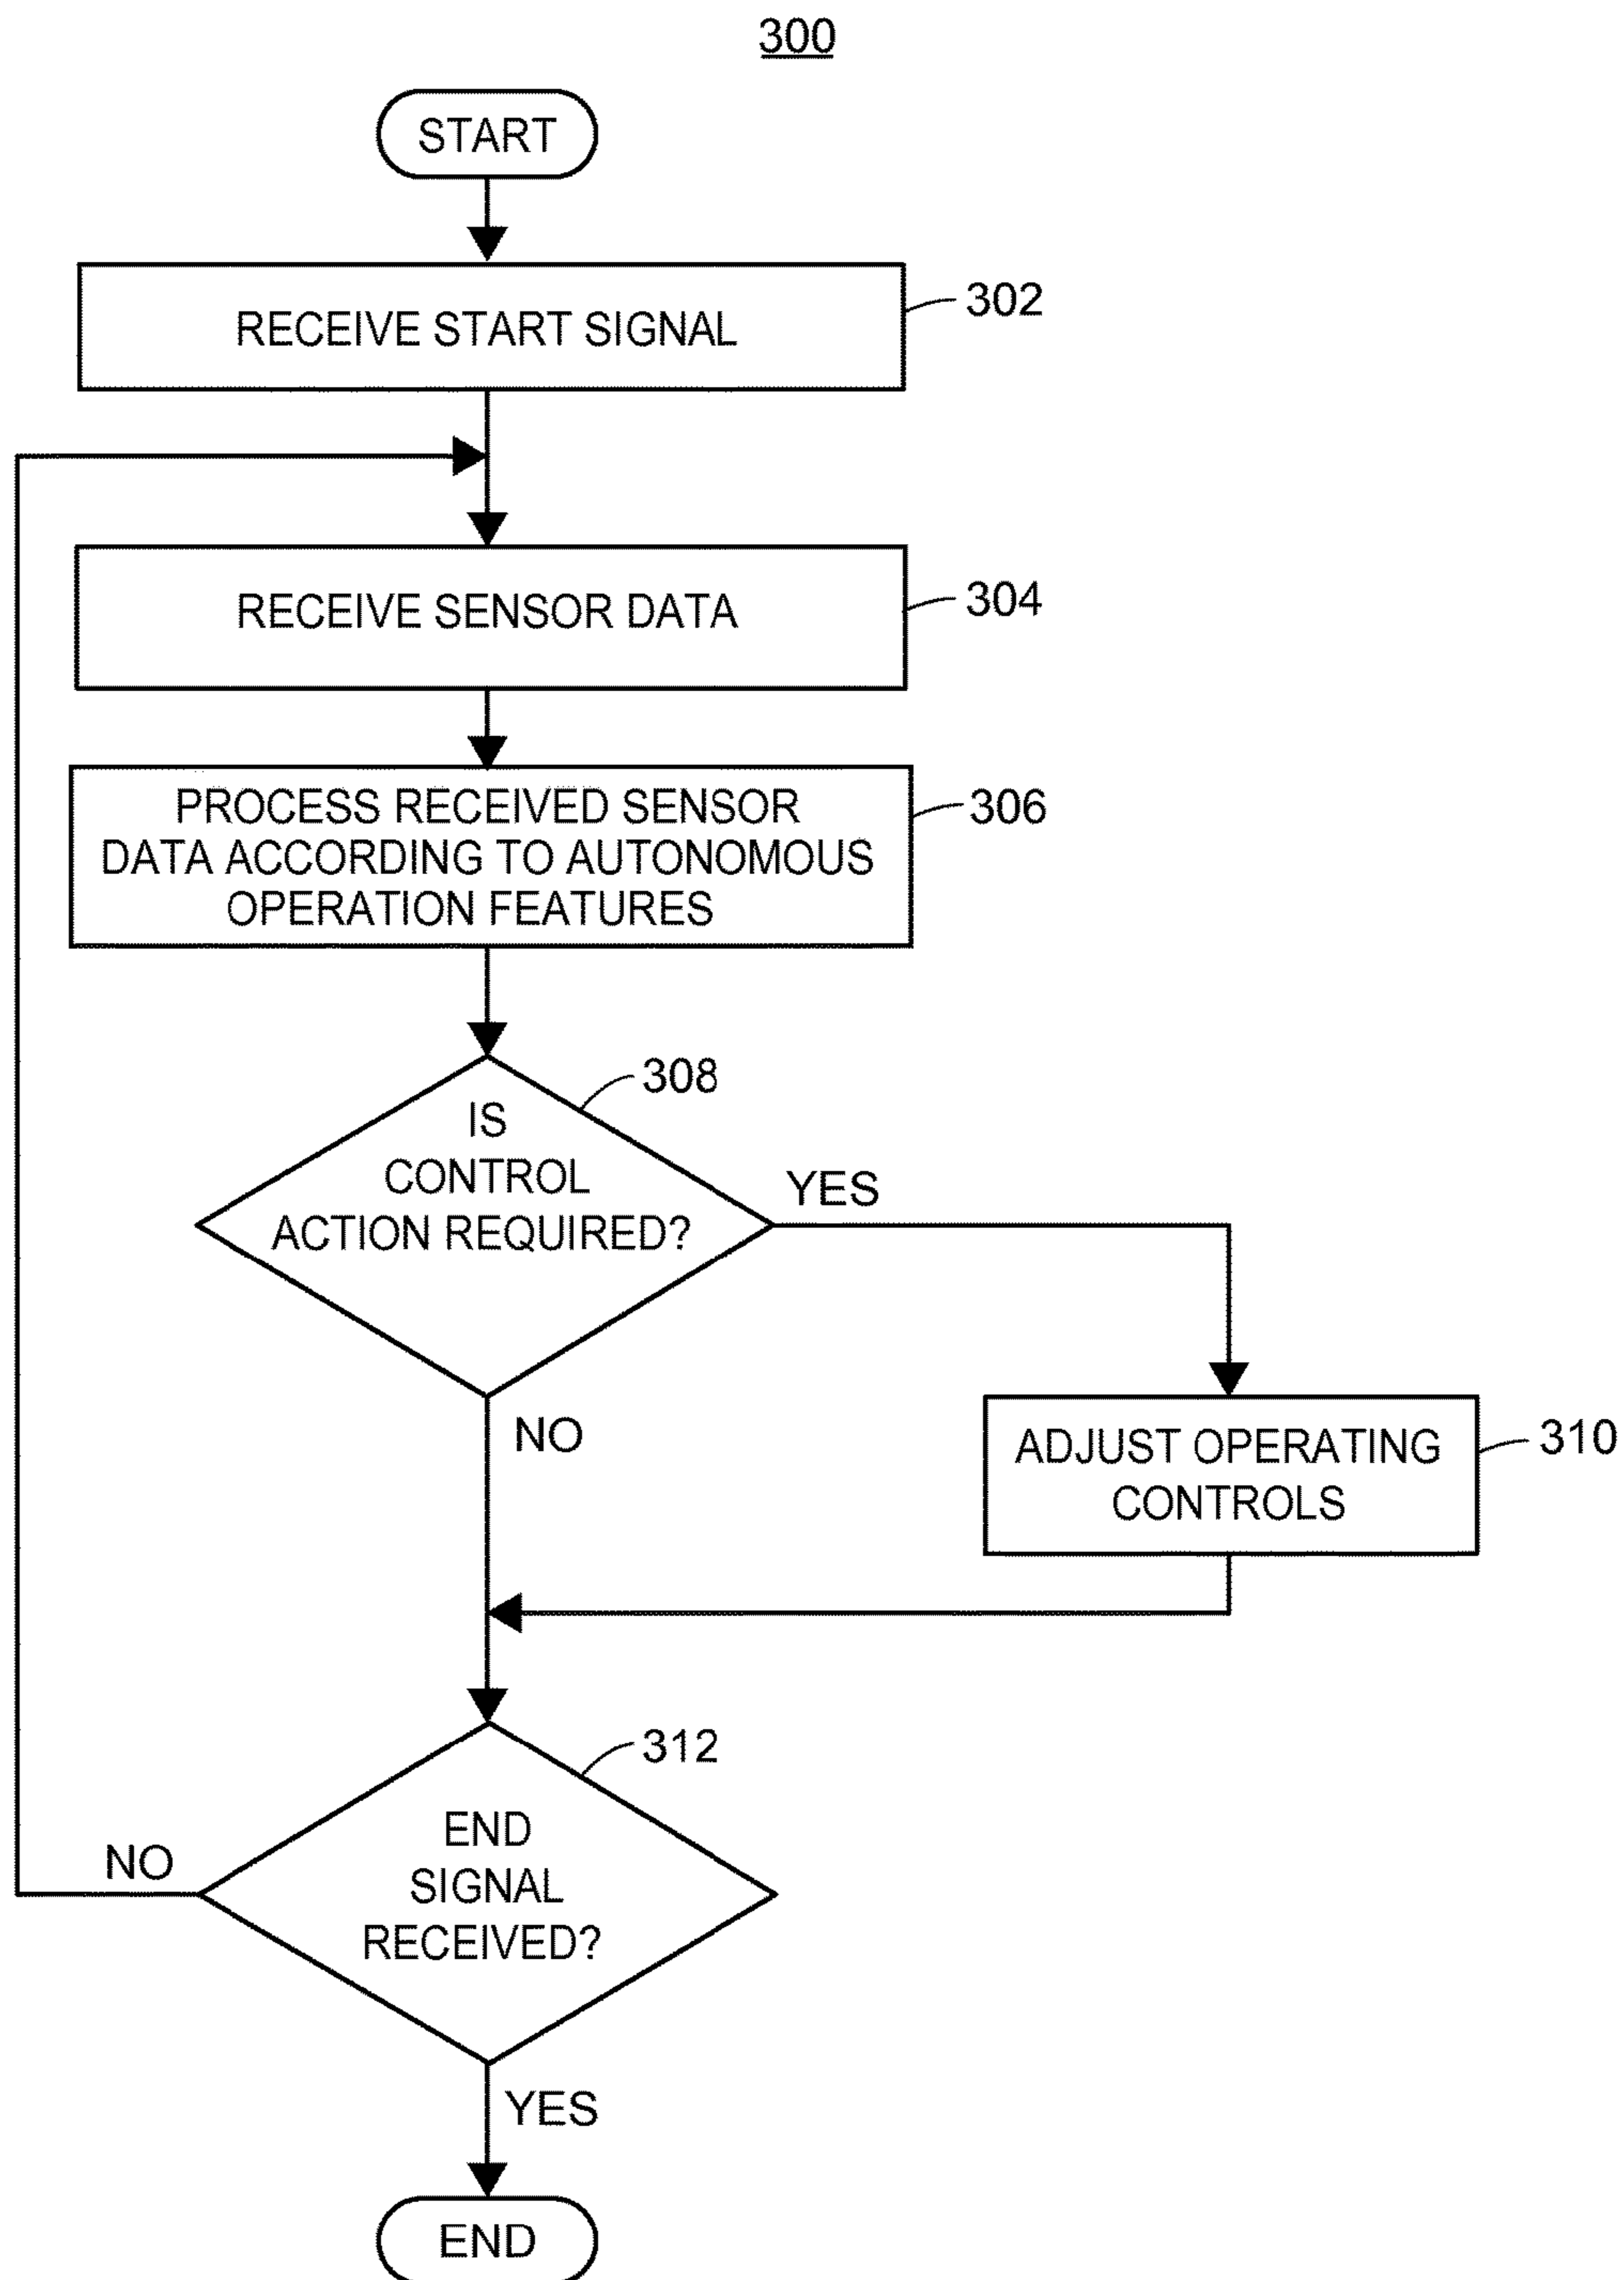 300
START
RECEIVE START SIGNAL
302
RECEIVE SENSOR DATA
304
PROCESS RECEIVED SENSOR
DATA ACCORDING TO AUTONOMOUS
OPERATION FEATURES
306
308
IS
CONTROL
ACTION REQUIRED?
YES
NO
ADJUST OPERATING
CONTROLS
310
312
END
SIGNAL
RECEIVED?
NO
YES
END